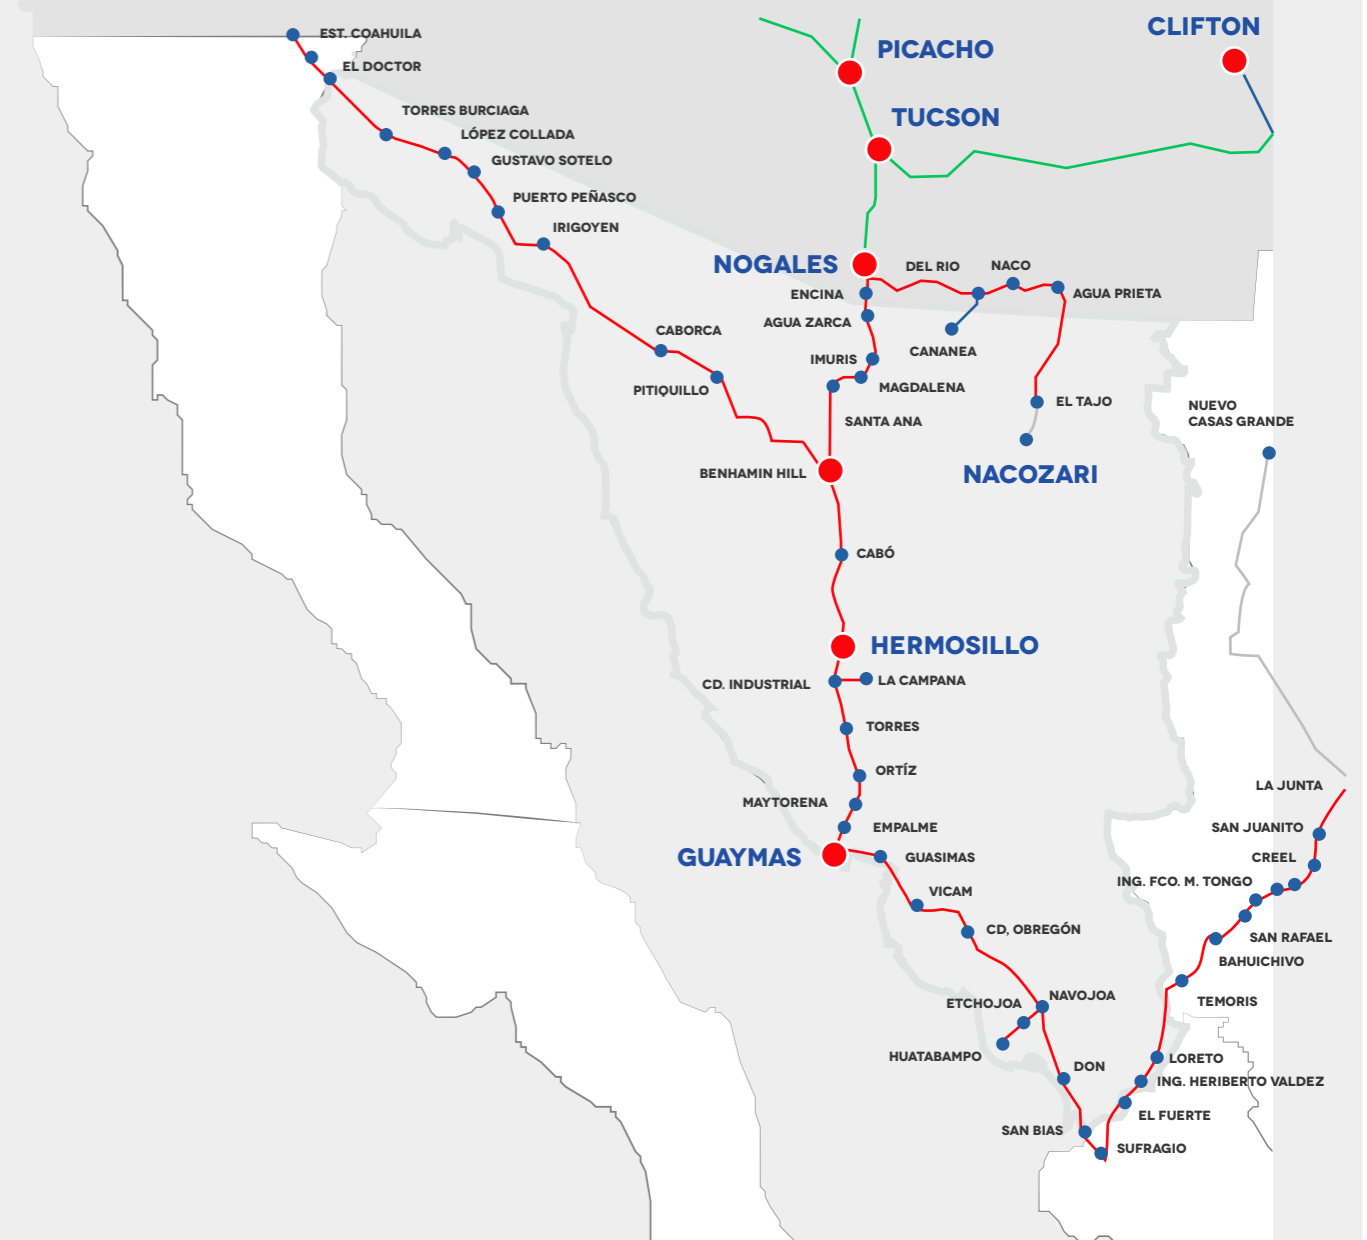 CLIFTON
EST. COAHUILA
PICACHO
EL DOCTOR
TORRES BURCIAGA
TUCSON
LÓPEZ COLLADA
GUSTAVO SOTELO
PUERTO PEÑASCO
IRIGOYEN
NOGALES
DEL RIO
NACO
ENCINA
AGUA PRIETA
AGUA ZARCA
CABORCA
CANANEA
IMURIS
PITIQUILLO
MAGDALENA
EL TAJO
NUEVO
CASAS GRANDE
SANTA ANA
BENHAMIN HILL
NACOZARI
CABÓ
HERMOSILLO
CD. INDUSTRIAL
LA CAMPANA
TORRES
ORTÍZ
LA JUNTA
MAYTORENA
EMPALME
SAN JUANITO
GUAYMAS
GUASIMAS
CREEL
ING. FCO. M. TONGO
VICAM
CD, OBREGÓN
SAN RAFAEL
BAHUICHIVO
NAVOJOA
ETCHOJOA
TEMORIS
HUATABAMPO
LORETO
DON
ING. HERIBERTO VALDEZ
EL FUERTE
SAN BIAS
SUFRAGIO